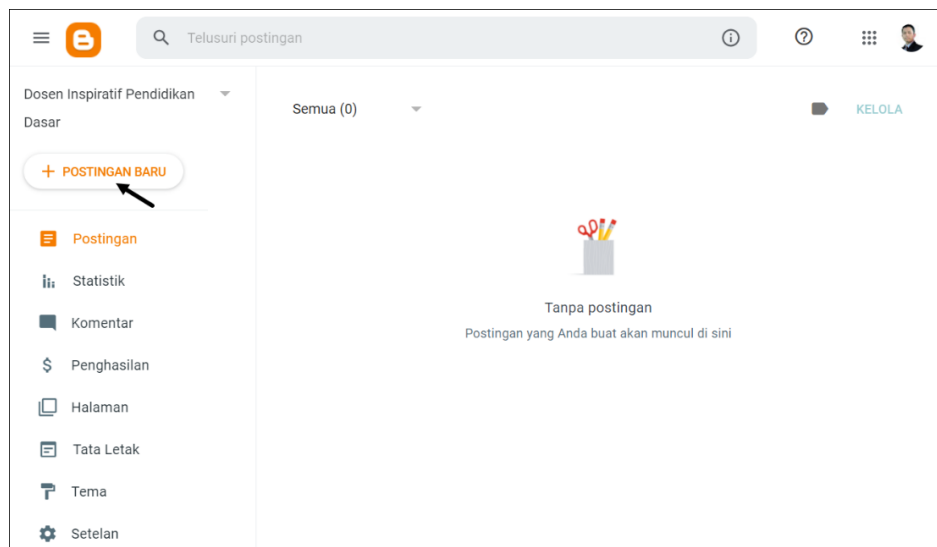 Telusuri postingan
Dosen Inspiratif Pendidikan
Dasar
Semua (0)
KELOLA
+ POSTINGAN BARU
Postingan
Statistik
Komentar
Penghasilan
Halaman
Tata Letak
Tema
Setelan
Tanpa postingan
Postingan yang Anda buat akan muncul di sini